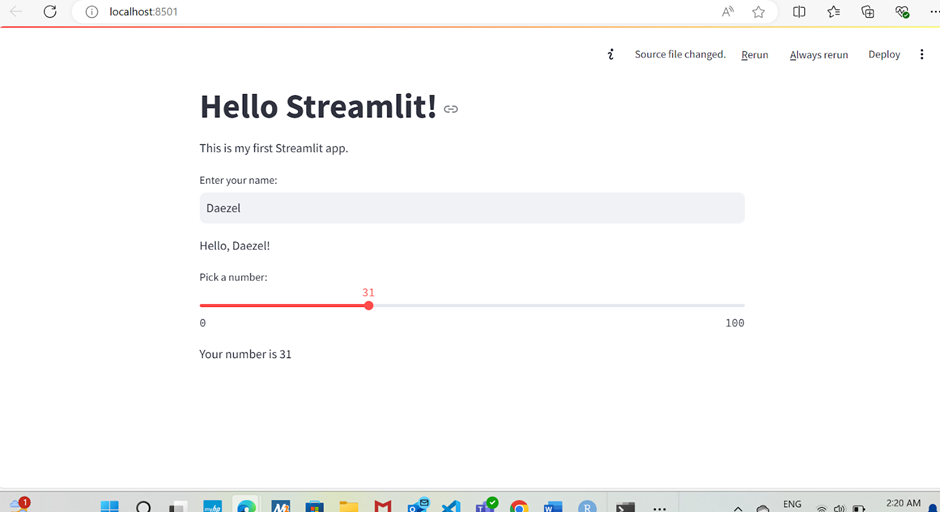 localhost:8501
Source file changed. Rerun Always rerun Deploy
Hello Streamlit!
This is my first Streamlit app.
Enter your name:
Daezel
Hello, Daezel!
Pick a number:
31
0 100
Your number is 31
1
ENG
2:20 AM